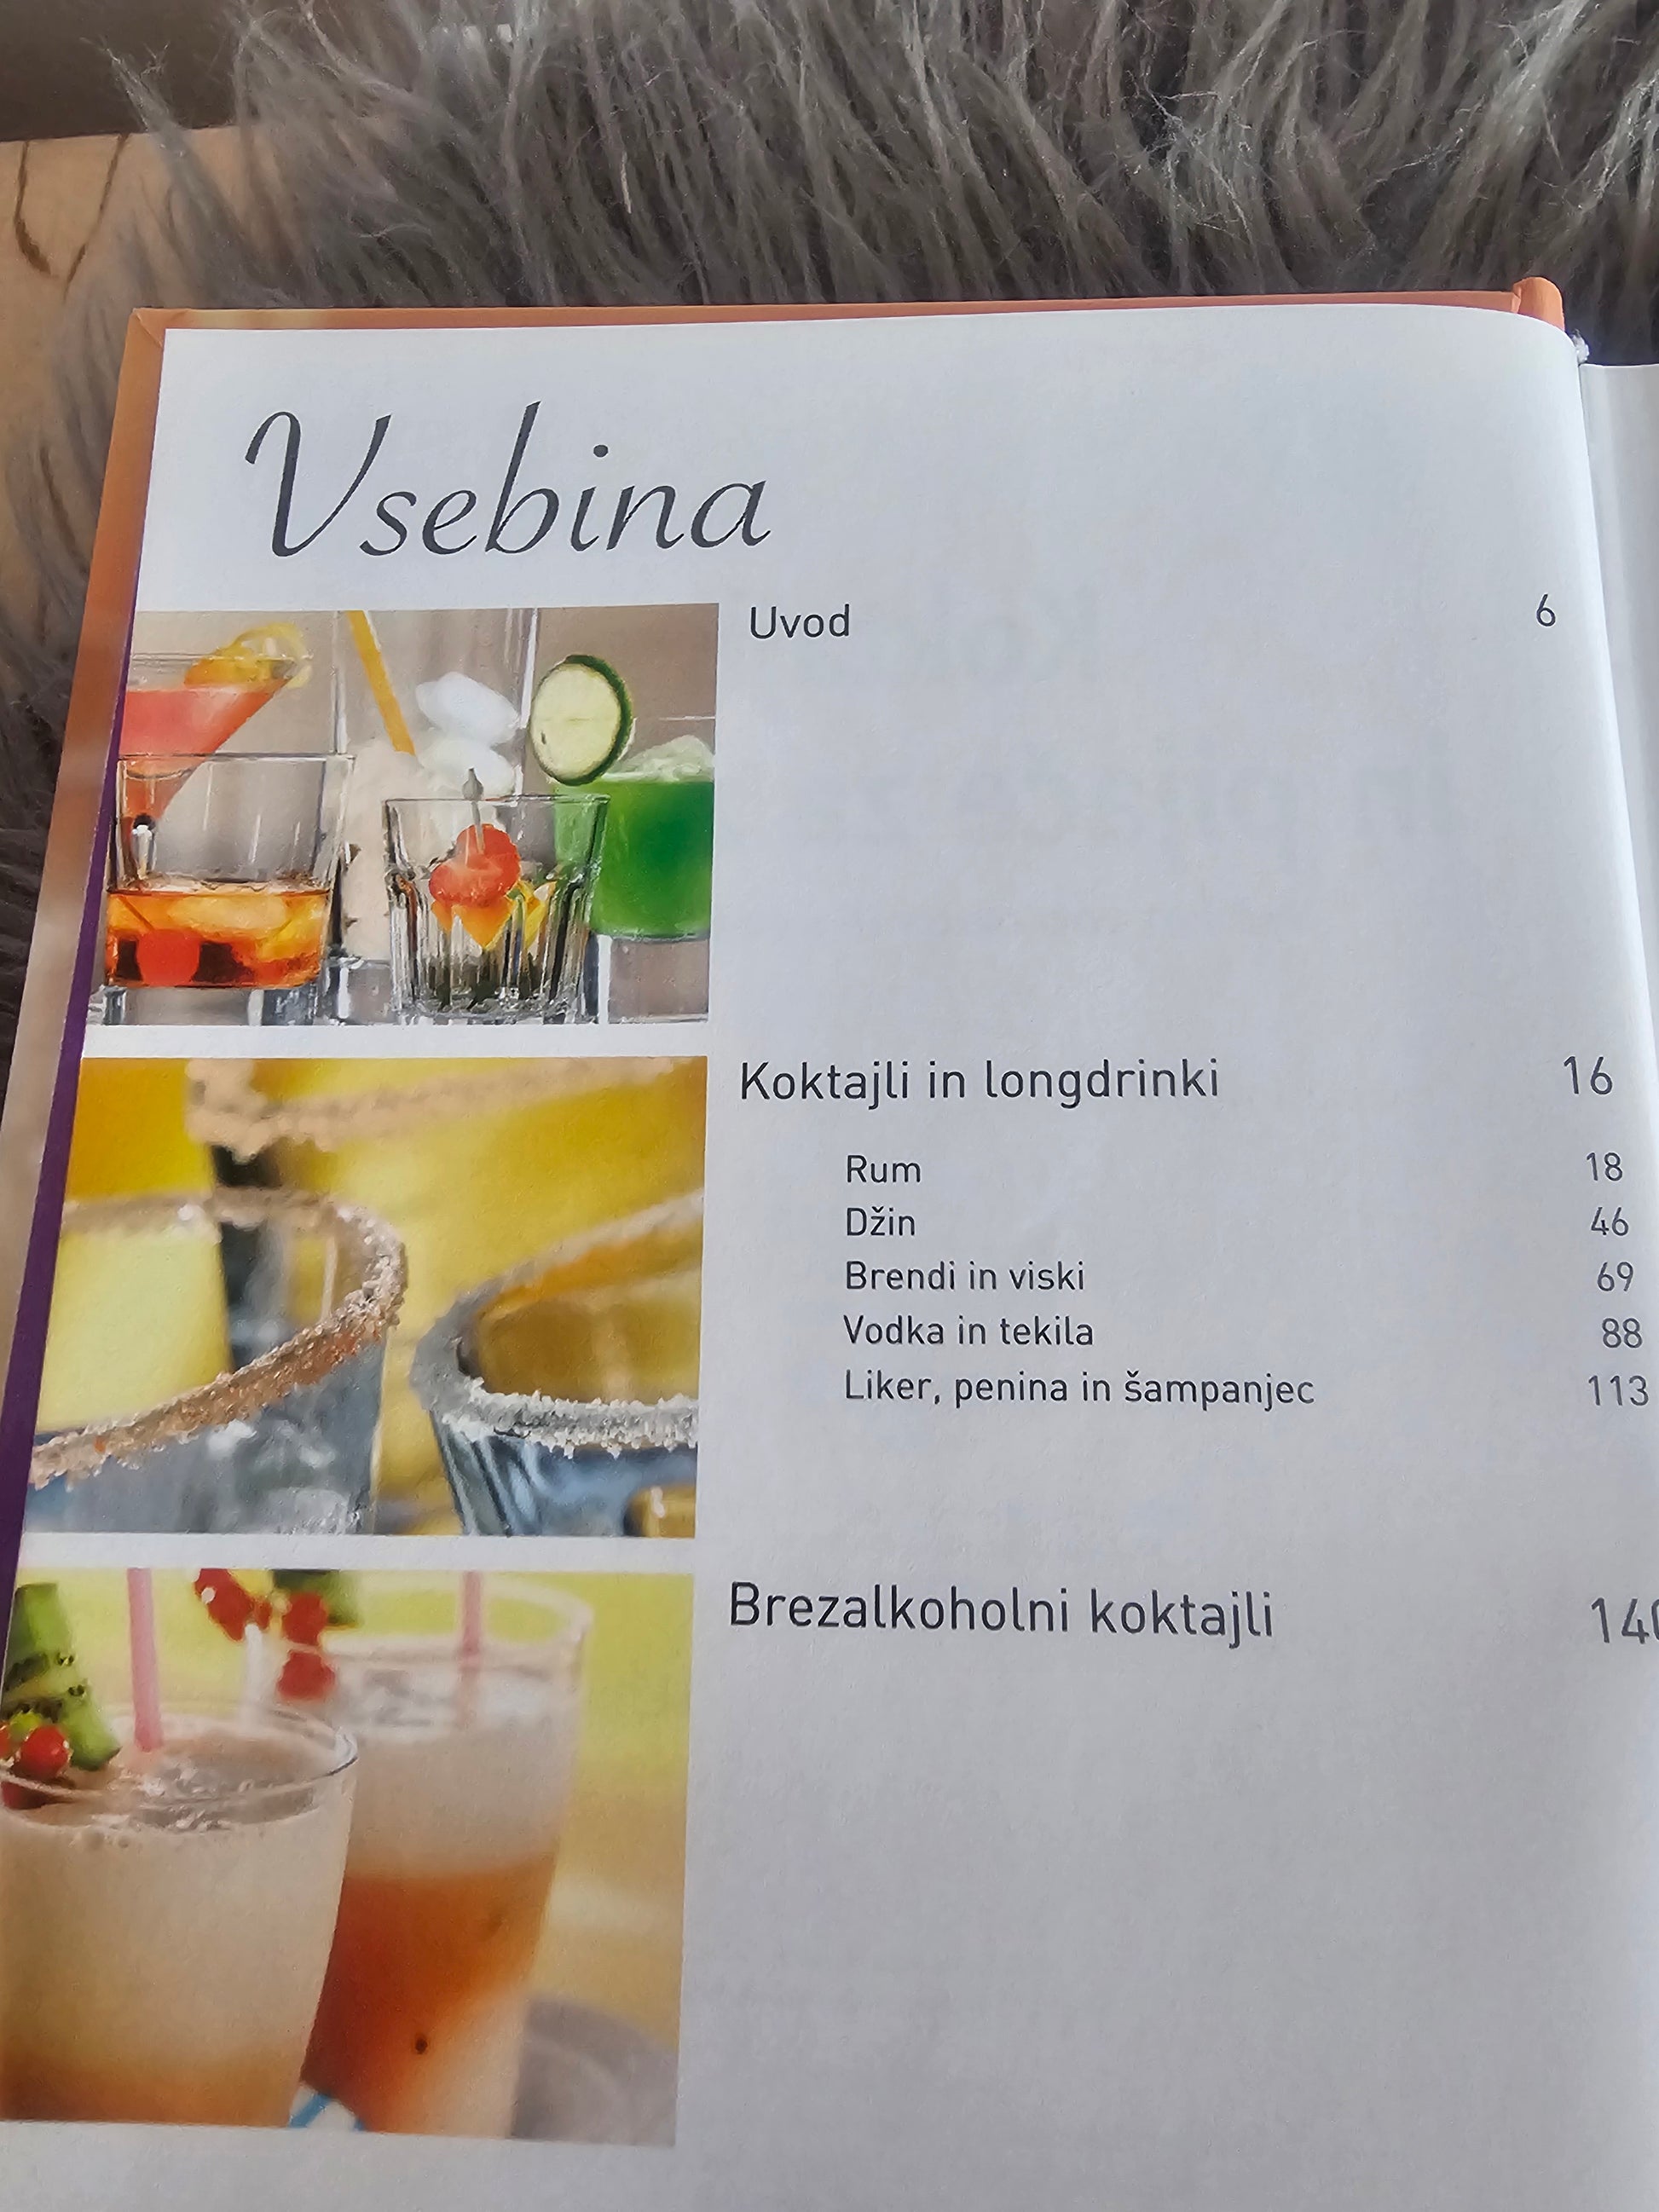 Vsebina
Uvod 6
Koktajli in longdrinki 16
Rum 18
Džin 46
Brendi in viski 69
Vodka in tekila 88
Liker, penina in šampanjec 113
Brezalkoholni koktajli 140